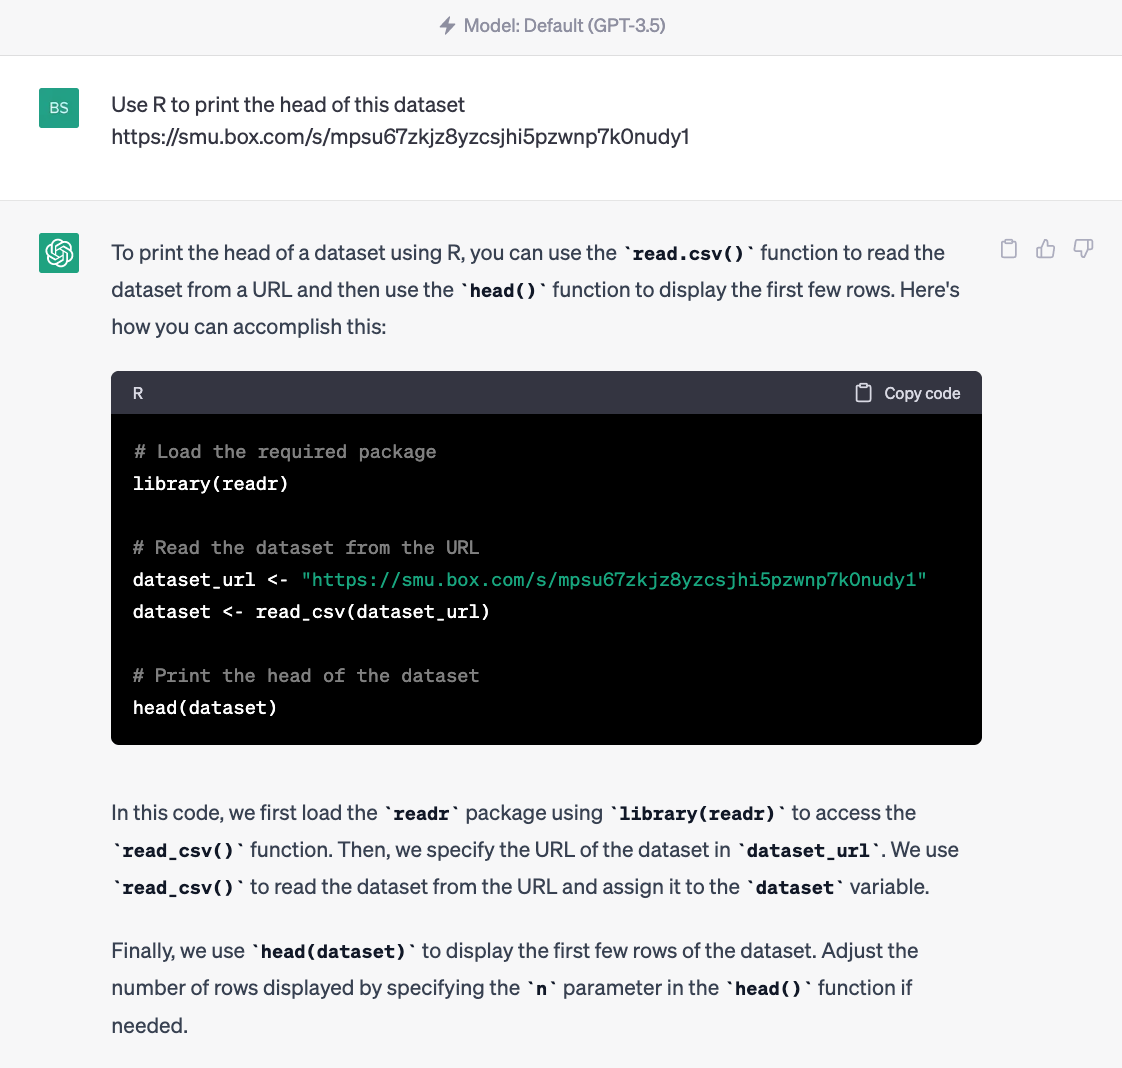 Model: Default (GPT-3.5)
BS
Use R to print the head of this dataset
https://smu.box.com/s/mpsu67zkjz8yzcsjhi5pzwnp7k0nudy1
To print the head of a dataset using R, you can use the `read.csv()` function to read the
dataset from a URL and then use the `head()` function to display the first few rows. Here's
how you can accomplish this:
R
Copy code
# Load the required package
library(readr)
# Read the dataset from the URL
dataset_url <- "https://smu.box.com/s/mpsu67zkjz8yzcsjhi5pzwnp7k0nudy1"
dataset <- read_csv(dataset_url)
# Print the head of the dataset
head(dataset)
In this code, we first load the `readr` package using `library(readr)` to access the
`read_csv()` function. Then, we specify the URL of the dataset in `dataset_url`. We use
`read_csv()` to read the dataset from the URL and assign it to the `dataset` variable.
Finally, we use `head(dataset)` to display the first few rows of the dataset. Adjust the
number of rows displayed by specifying the `n` parameter in the `head()` function if
needed.